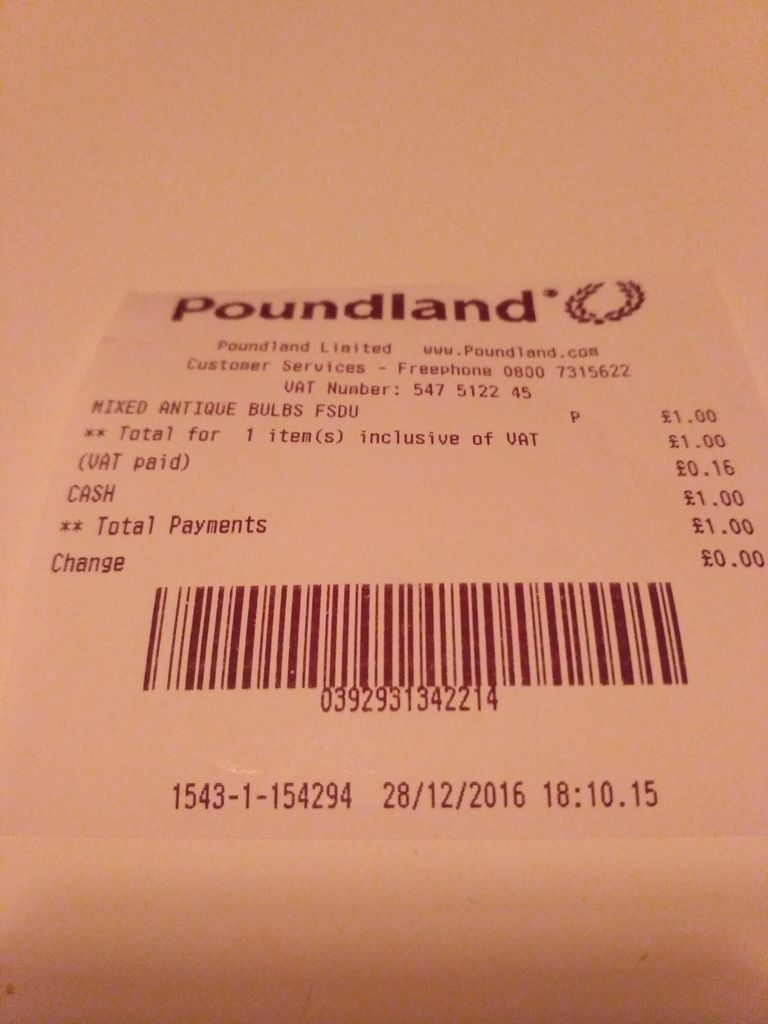 Poundland
Poundland Limited www.Poundland.com
Customer Services - Freephone 0800 7315622
VAT Number: 547 5122 45
MIXED ANTIQUE BULBS FSDU P £1.00
** Total for 1 item(s) inclusive of VAT £1.00
(VAT paid) £0.16
CASH £1.00
** Total Payments £1.00
Change £0.00
0392931342214
1543-1-154294 28/12/2016 18:10.15